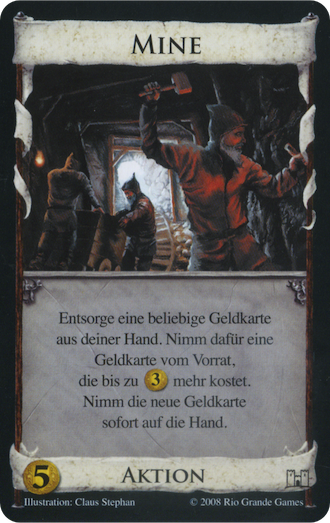 MINE
Entsorge eine beliebige Geldkarte
aus deiner Hand. Nimm dafür eine
Geldkarte vom Vorrat,
die bis zu 3 mehr kostet.
Nimm die neue Geldkarte
sofort auf die Hand.
5 AKTION
Illustration: Claus Stephan © 2008 Rio Grande Games